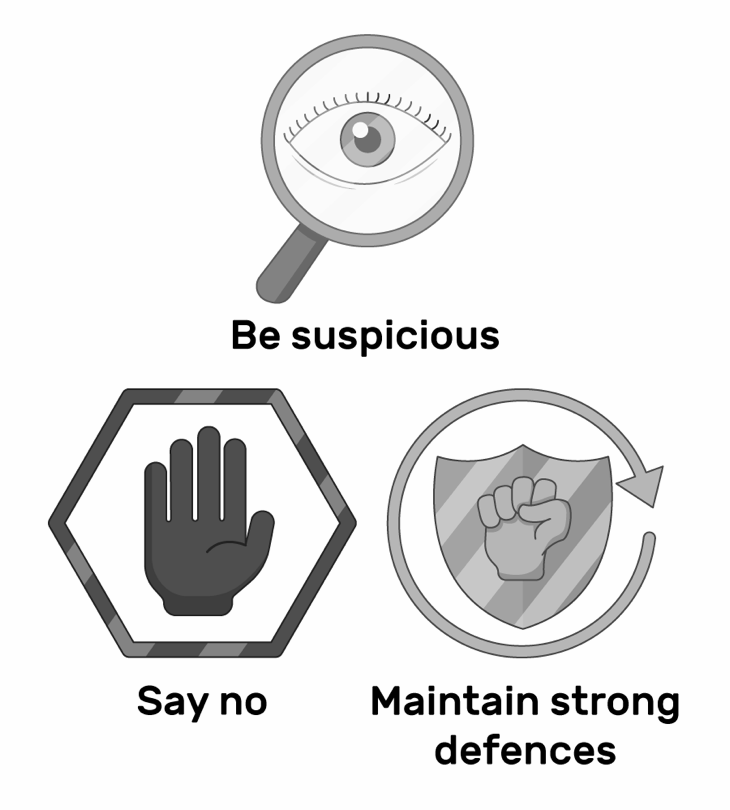 Be suspicious
Say no
Maintain strong
defences